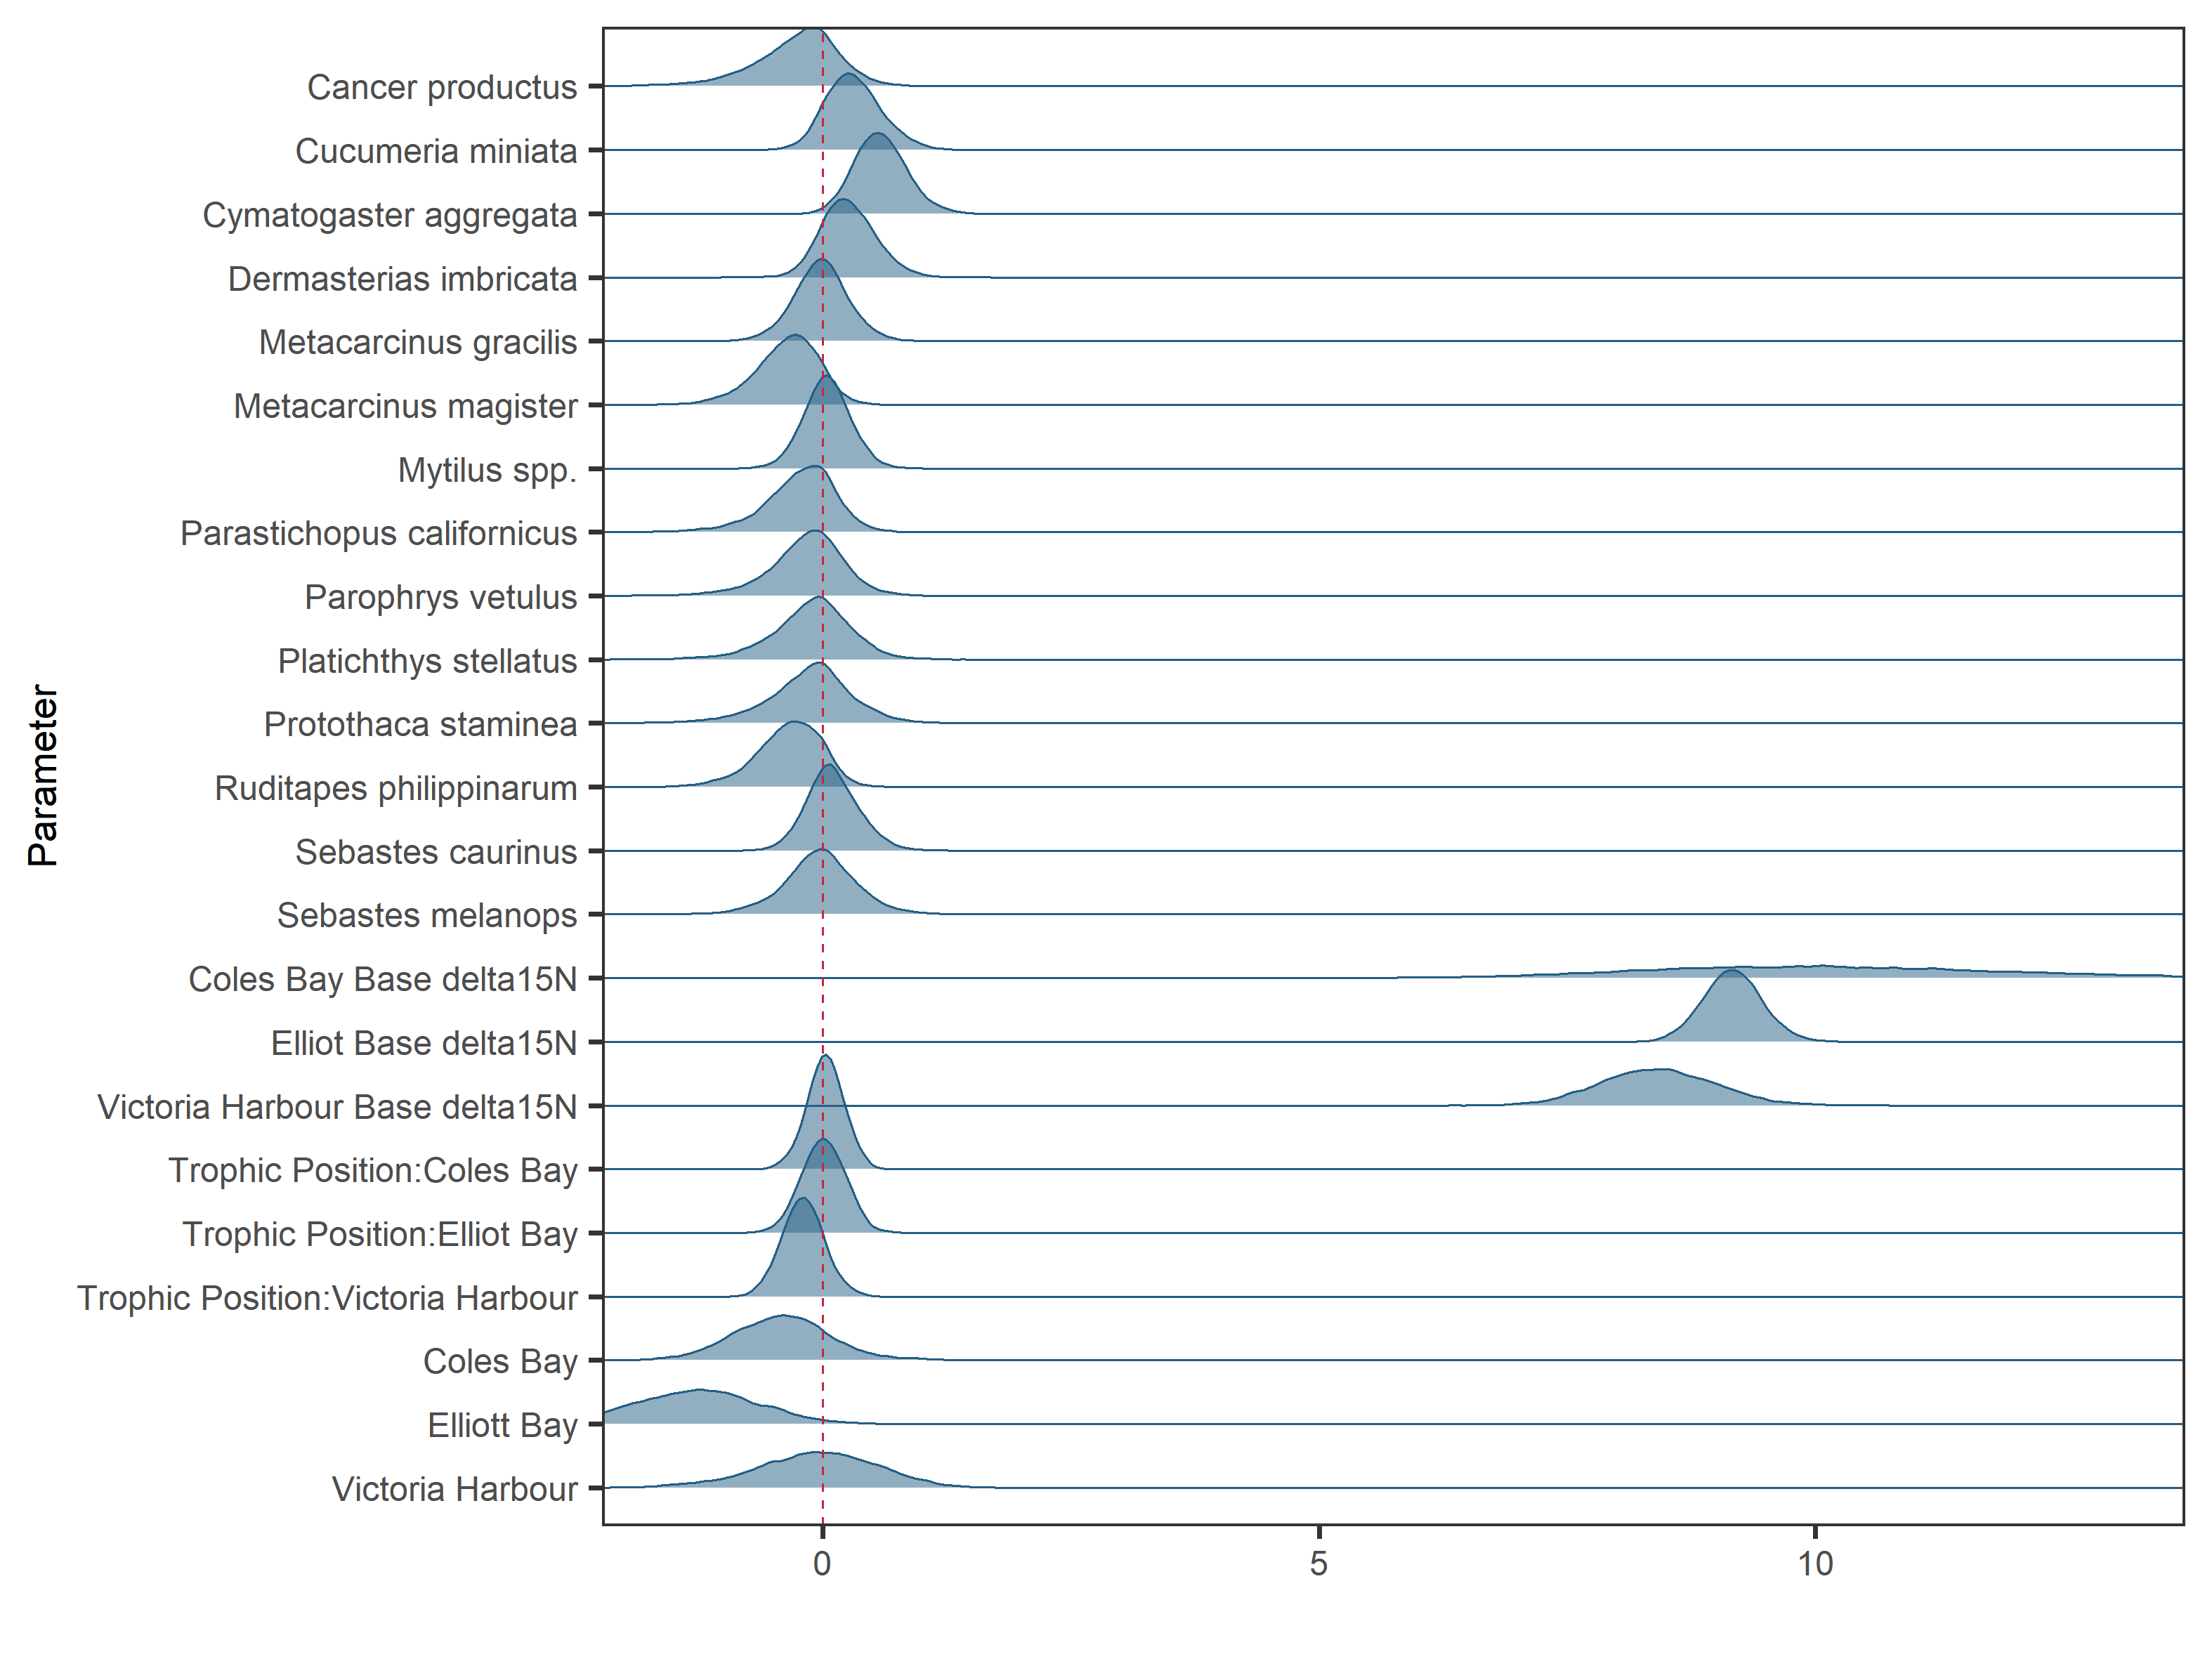 Cancer productus
Cucumeria miniata
Cymatogaster aggregata
Dermasterias imbricata
Metacarcinus gracilis
Metacarcinus magister
Mytilus spp.
Parastichopus californicus
Parophrys vetulus
Platichthys stellatus
Protothaca staminea
Ruditapes philippinarum
Sebastes caurinus
Sebastes melanops
Coles Bay Base delta15N
Elliot Base delta15N
Victoria Harbour Base delta15N
Trophic Position:Coles Bay
Trophic Position:Elliot Bay
Trophic Position:Victoria Harbour
Coles Bay
Elliott Bay
Victoria Harbour
Parameter
0 5 10